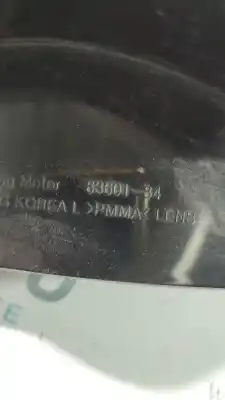 Motor 83601-34
G KOREA L >PMMA< LENS